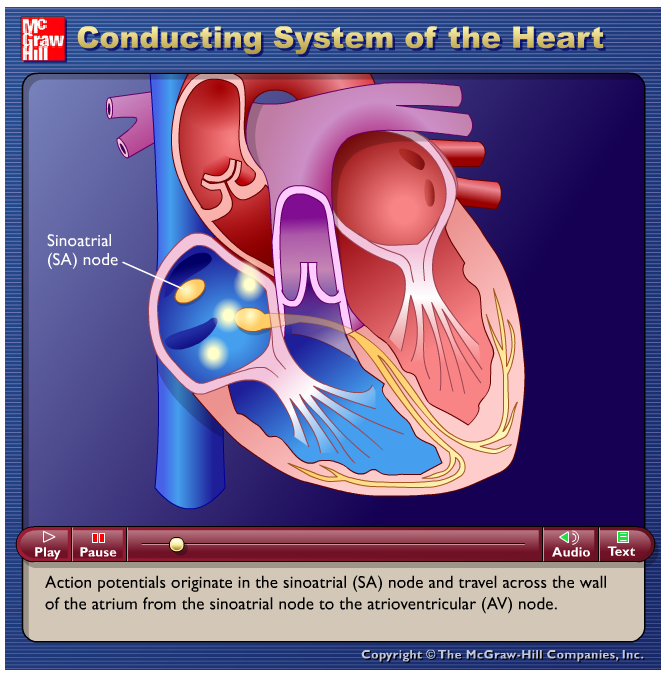 Mc
Graw
Hill
Conducting System of the Heart
Sinoatrial
(SA) node
Play
Pause
Audio
Text
Action potentials originate in the sinoatrial (SA) node and travel across the wall
of the atrium from the sinoatrial node to the atrioventricular (AV) node.
Copyright © The McGraw-Hill Companies, Inc.